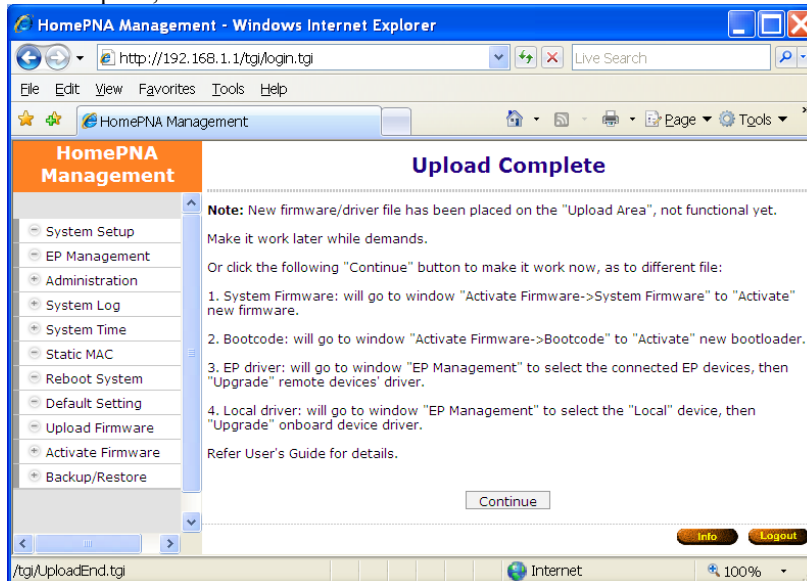 HomePNA Management - Windows Internet Explorer
http://192.168.1.1/tgi/login.tgi
Live Search
File Edit View Favorites Tools Help
HomePNA Management
Page Tools
HomePNA
Management
System Setup
EP Management
Administration
System Log
System Time
Static MAC
Reboot System
Default Setting
Upload Firmware
Activate Firmware
Backup/Restore
Upload Complete
Note: New firmware/driver file has been placed on the "Upload Area", not functional yet.
Make it work later while demands.
Or click the following "Continue" button to make it work now, as to different file:
1. System Firmware: will go to window "Activate Firmware->System Firmware" to "Activate"
new firmware.
2. Bootcode: will go to window "Activate Firmware->Bootcode" to "Activate" new bootloader.
3. EP driver: will go to window "EP Management" to select the connected EP devices, then
"Upgrade" remote devices' driver.
4. Local driver: will go to window "EP Management" to select the "Local" device, then
"Upgrade" onboard device driver.
Refer User's Guide for details.
Continue
Info Logout
/tgi/UploadEnd.tgi Internet 100%